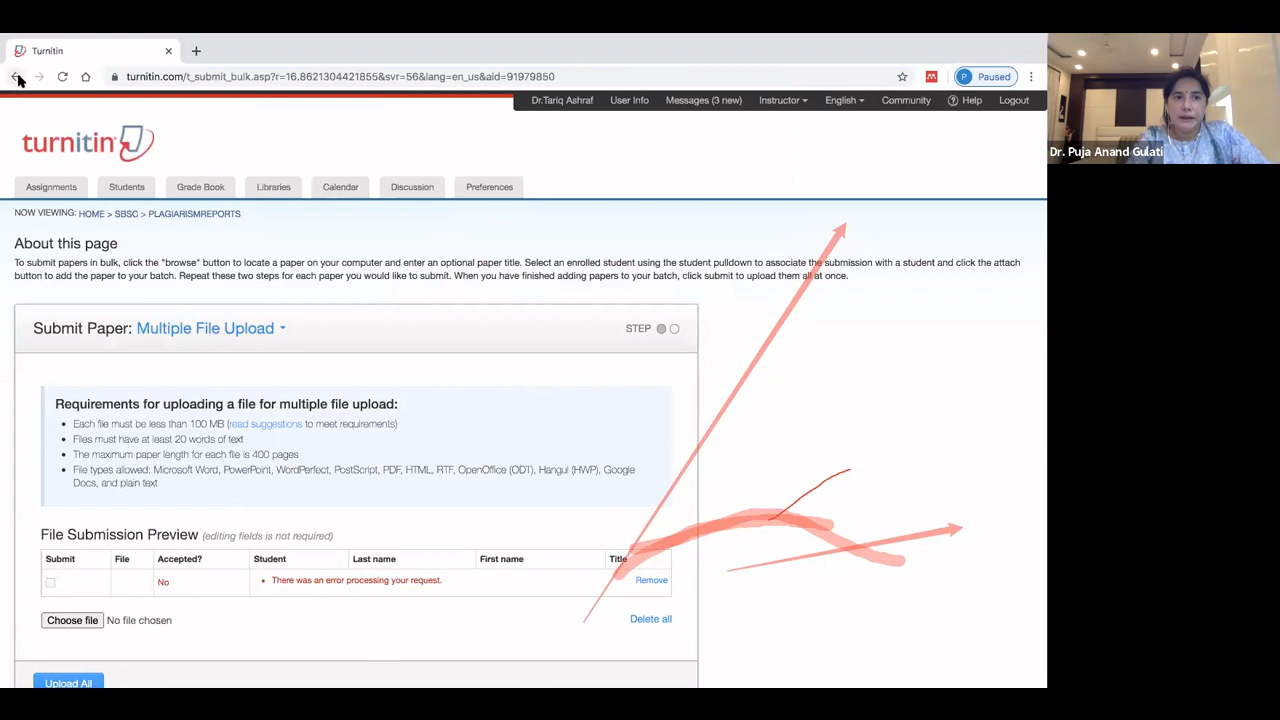 Turnitin
turnitin.com/t_submit_bulk.asp?r=16.8621304421855&svr=56&lang=en_us&aid=91979850
P Paused
Dr.Tariq Ashraf User Info Messages (3 new) Instructor English Community Help Logout
turnitin
Dr. Puja Anand Gulati
Assignments Students Grade Book Libraries Calendar Discussion Preferences
NOW VIEWING: HOME > SBSC > PLAGIARISMREPORTS
About this page
To submit papers in bulk, click the "browse" button to locate a paper on your computer and enter an optional paper title. Select an enrolled student using the student pulldown to associate the submission with a student and click the attach
button to add the paper to your batch. Repeat these two steps for each paper you would like to submit. When you have finished adding papers to your batch, click submit to upload them all at once.
Submit Paper: Multiple File Upload STEP
Requirements for uploading a file for multiple file upload:
• Each file must be less than 100 MB (read suggestions to meet requirements)
• Files must have at least 20 words of text
• The maximum paper length for each file is 400 pages
• File types allowed: Microsoft Word, PowerPoint, WordPerfect, PostScript, PDF, HTML, RTF, OpenOffice (ODT), Hangul (HWP), Google
Docs, and plain text
File Submission Preview (editing fields is not required)
Submit File Accepted? Student Last name First name Title
No • There was an error processing your request. Remove
Choose file No file chosen Delete all
Upload All